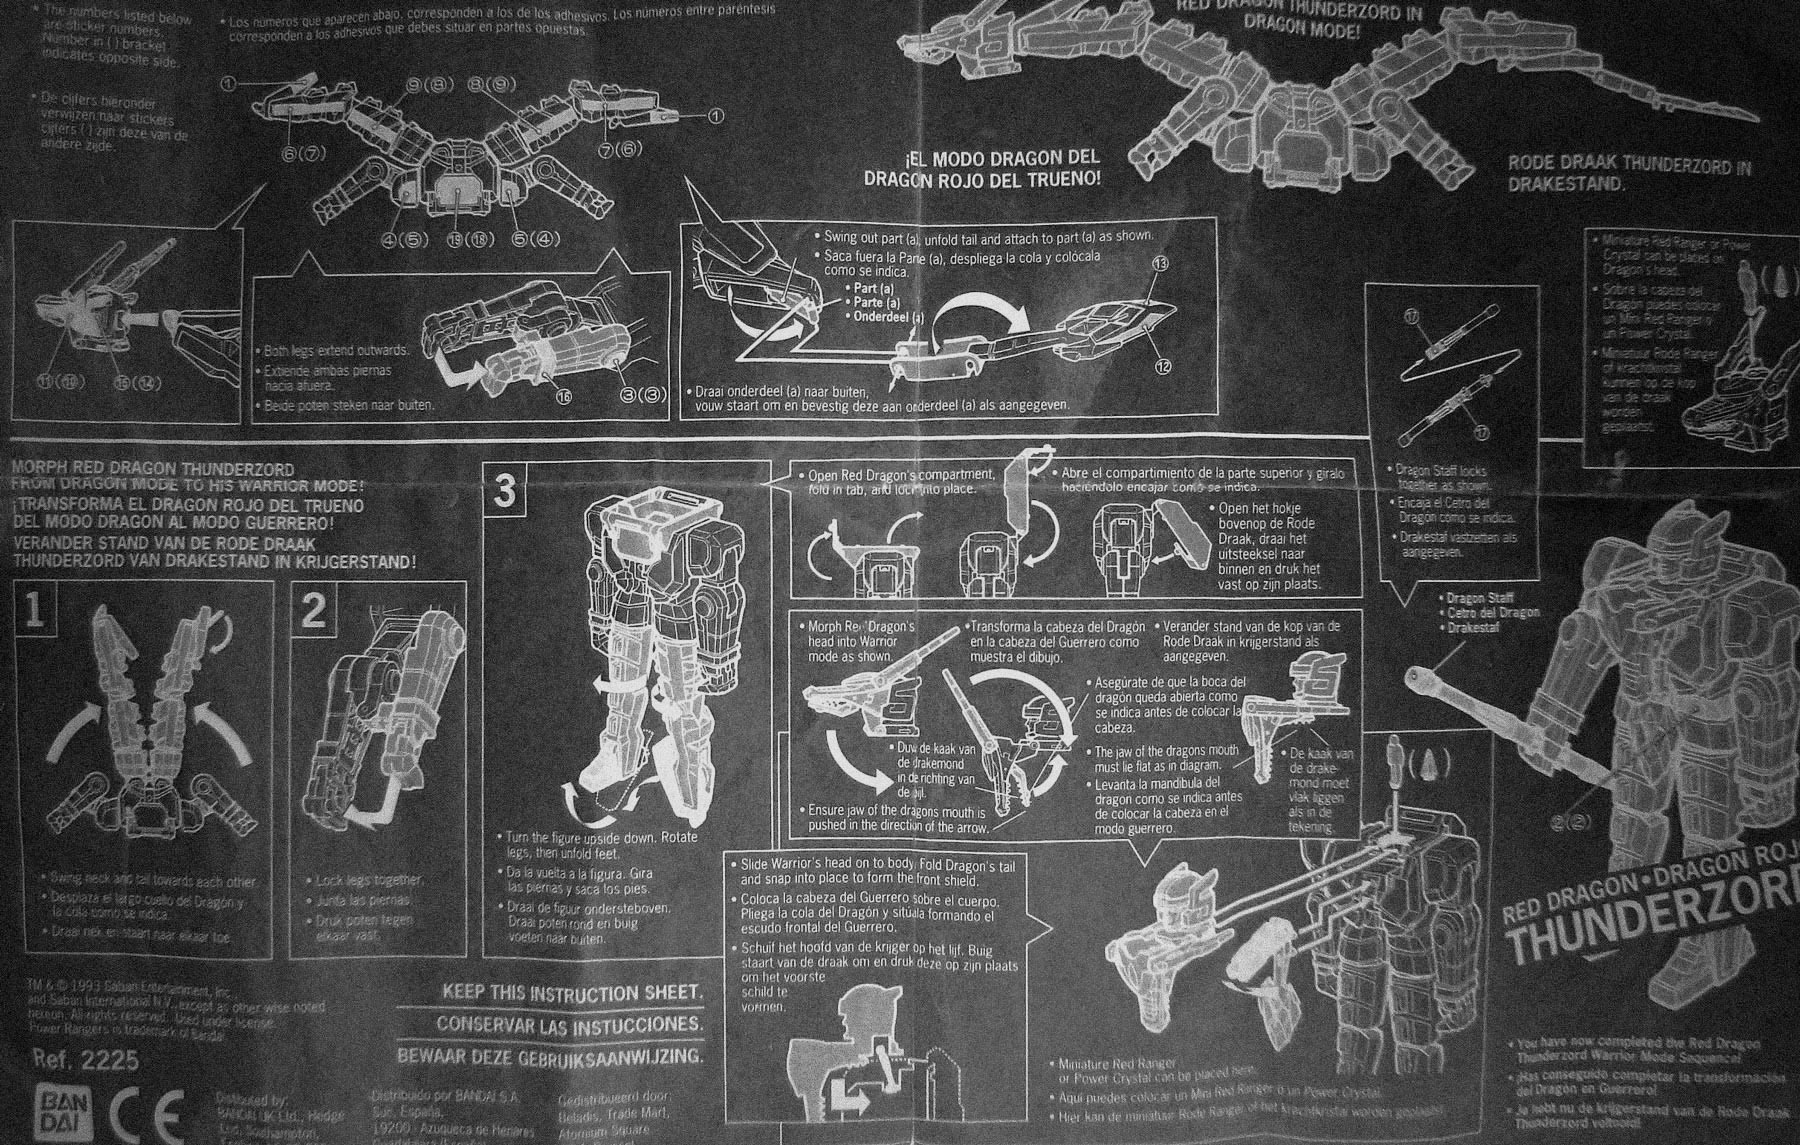 • The numbers listed below
are sticker numbers.
Number in ( ) bracket
indicates opposite side.
• De cijfers hieronder
verwijzen naar stickers
cijfers ( ) zijn deze van de
andere zijde.
• Los números que aparecen abajo, corresponden a los de los adhesivos. Los números entre paréntesis
corresponden a los adhesivos que debes situar en partes opuestas.
① 9(8) 8(9) ①
6(7) 7(6)
4(5) 19(18) 5(4)
RED DRAGON THUNDERZORD IN
DRAGON MODE!
¡EL MODO DRAGON DEL
DRAGON ROJO DEL TRUENO!
RODE DRAAK THUNDERZORD IN
DRAKESTAND.
11(10) 15(14)
• Both legs extend outwards.
• Extiende ambas piernas
hacia afuera.
• Beide poten steken naar buiten.
16 3(3)
• Swing out part (a), unfold tail and attach to part (a) as shown.
• Saca fuera la Parte (a), despliega la cola y colócala
como se indica.
• Part (a)
• Parte (a)
• Onderdeel (a)
13
12
• Draai onderdeel (a) naar buiten,
vouw staart om en bevestig deze aan onderdeel (a) als aangegeven.
17
17
• Dragon Staff locks
together as shown.
• Encaja el Cetro del
Dragon como se indica.
• Drakestaf vastzetten als
aangegeven.
• Miniature Red Ranger or Power
Crystal can be placed on
Dragon's head.
• Sobre la cabeza del
Dragon puedes colocar
un Mini Red Ranger o
un Power Crystal.
• Miniatuur Rode Ranger
of krachtkristal
kunnen op de kop
van de draak
worden
geplaatst.
MORPH RED DRAGON THUNDERZORD
FROM DRAGON MODE TO HIS WARRIOR MODE!
¡TRANSFORMA EL DRAGON ROJO DEL TRUENO
DEL MODO DRAGON AL MODO GUERRERO!
VERANDER STAND VAN DE RODE DRAAK
THUNDERZORD VAN DRAKESTAND IN KRIJGERSTAND!
1
• Swing neck and tail towards each other.
• Desplaza el largo cuello del Dragón y
la cola como se indica.
• Draai nek en staart naar elkaar toe.
2
• Lock legs together.
• Junta las piernas.
• Druk poten tegen
elkaar vast.
3
• Turn the figure upside down. Rotate
legs, then unfold feet.
• Da la vuelta a la figura. Gira
las piernas y saca los pies.
• Draai de figuur ondersteboven.
Draai poten rond en buig
voeten naar buiten.
• Open Red Dragon's compartment,
fold in tab, and lock into place.
• Abre el compartimiento de la parte superior y giralo
haciéndolo encajar como se indica.
• Open het hokje
bovenop de Rode
Draak, draai het
uitsteeksel naar
binnen en druk het
vast op zijn plaats.
• Morph Red Dragon's
head into Warrior
mode as shown.
• Transforma la cabeza del Dragón
en la cabeza del Guerrero como
muestra el dibujo.
• Verander stand van de kop van de
Rode Draak in krijgerstand als
aangegeven.
• Duw de kaak van
de drakemond
in de richting van
de pijl.
• Ensure jaw of the dragons mouth is
pushed in the direction of the arrow.
• Asegúrate de que la boca del
dragón queda abierta como
se indica antes de colocar la
cabeza.
• The jaw of the dragons mouth
must lie flat as in diagram.
• Levanta la mandibula del
dragon como se indica antes
de colocar la cabeza en el
modo guerrero.
• De kaak van
de drake-
mond moet
vlak liggen
als in de
tekening.
• Dragon Staff
• Cetro del Dragon
• Drakestaf
2(2)
• Slide Warrior's head on to body. Fold Dragon's tail
and snap into place to form the front shield.
• Coloca la cabeza del Guerrero sobre el cuerpo.
Pliega la cola del Dragón y sitúala formando el
escudo frontal del Guerrero.
• Schuif het hoofd van de krijger op het lijf. Buig
staart van de draak om en druk deze op zijn plaats
om het voorste
schild te
vormen.
• Miniature Red Ranger
or Power Crystal can be placed here.
• Aqui puedes colocar un Mini Red Ranger o un Power Crystal.
• Hier kan de miniatuur Rode Ranger of het krachtkristal worden geplaatst.
RED DRAGON • DRAGON ROJ
THUNDERZORD
• You have now completed the Red Dragon
Thunderzord Warrior Mode Sequence!
• ¡Has conseguido completar la transformación
del Dragón en Guerrero!
• Je hebt nu de krijgerstand van de Rode Draak
Thunderzord voltooid!
TM & © 1993 Saban Entertainment, Inc.,
and Saban International N.V., except as other-wise noted
hereon. All rights reserved. Used under license.
Power Rangers is trademark of Bandai
Ref. 2225
KEEP THIS INSTRUCTION SHEET.
CONSERVAR LAS INSTUCCIONES.
BEWAAR DEZE GEBRUIKSAANWIJZING.
BAN
DAI
CE
Distributed by:
BANDAI UK Ltd., Hedge
End, Southampton,
Distribuido por BANDAI S.A.
Suc. España,
19200 - Azuqueca de Henares
Gedistribueerd door:
Beladis, Trade Mart,
Atomium Square